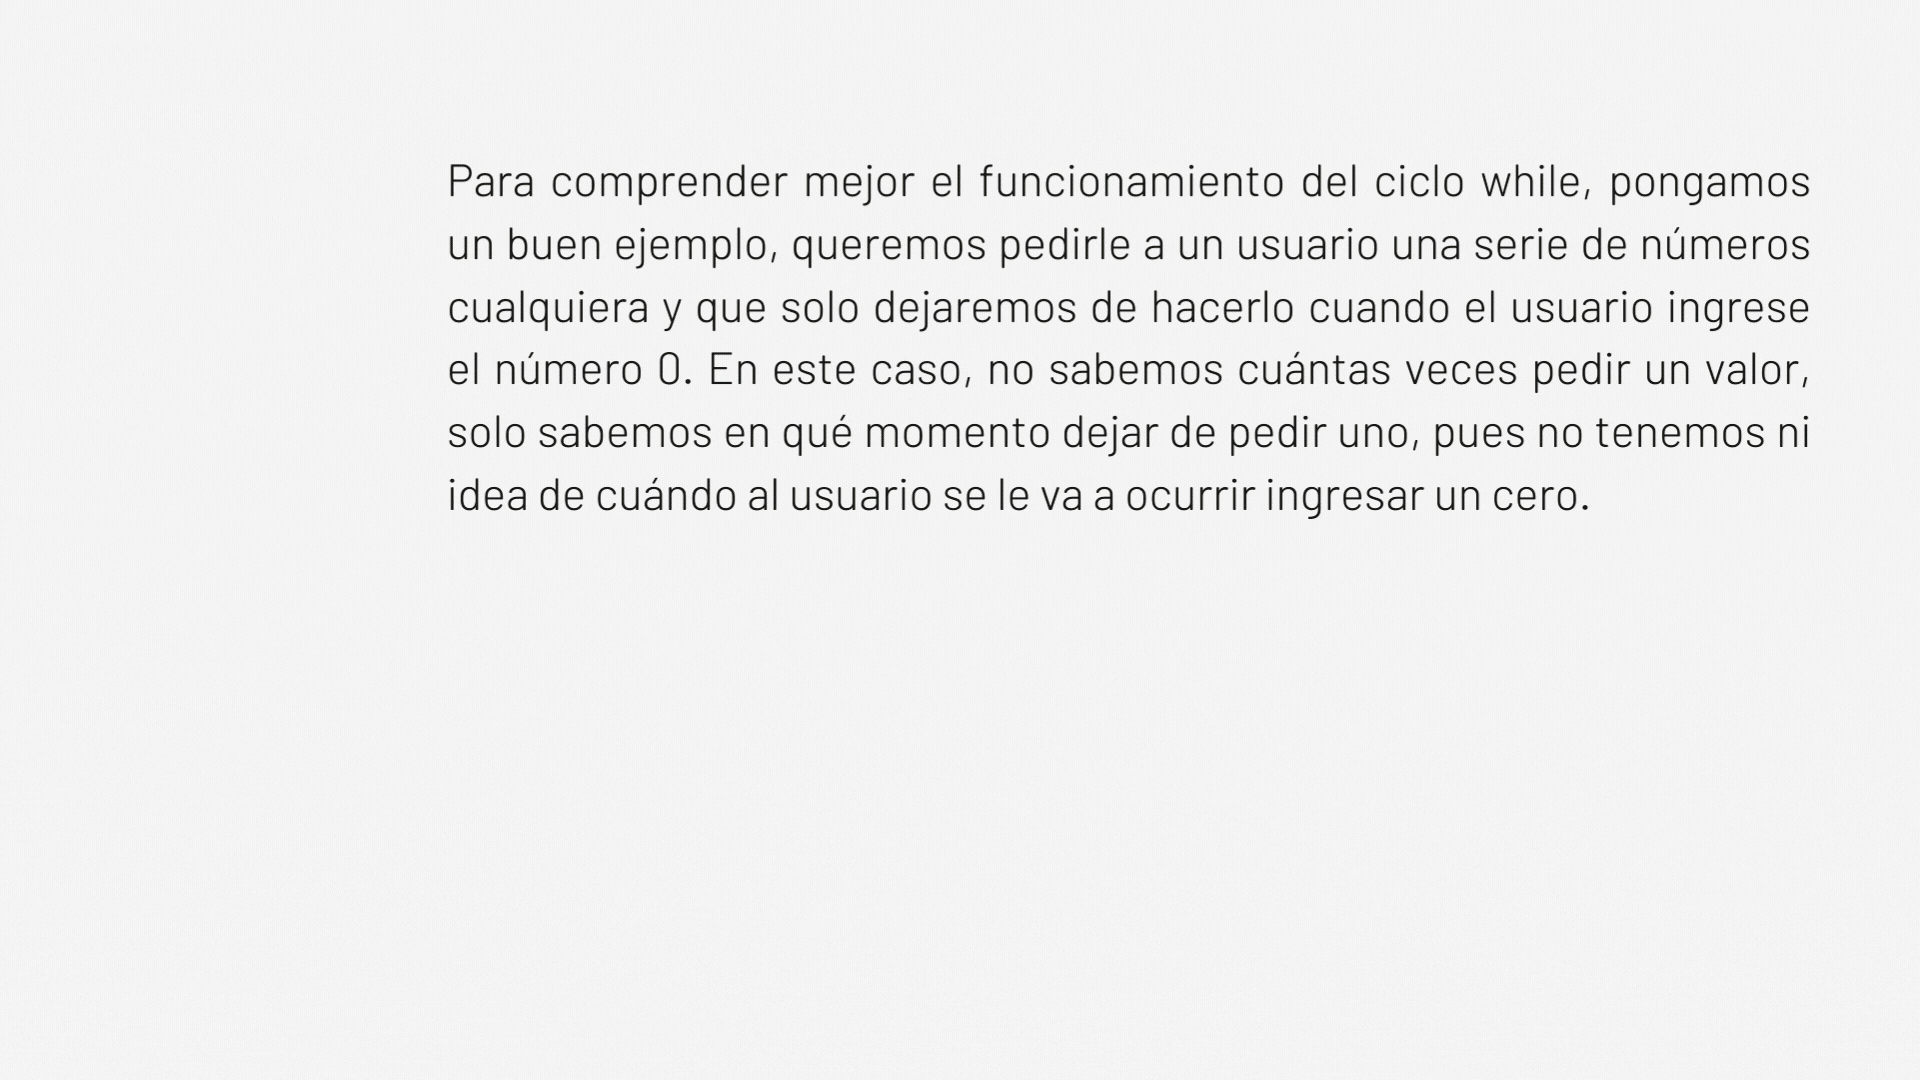 Para comprender mejor el funcionamiento del ciclo while, pongamos
un buen ejemplo, queremos pedirle a un usuario una serie de números
cualquiera y que solo dejaremos de hacerlo cuando el usuario ingrese
el número 0. En este caso, no sabemos cuántas veces pedir un valor,
solo sabemos en qué momento dejar de pedir uno, pues no tenemos ni
idea de cuándo al usuario se le va a ocurrir ingresar un cero.